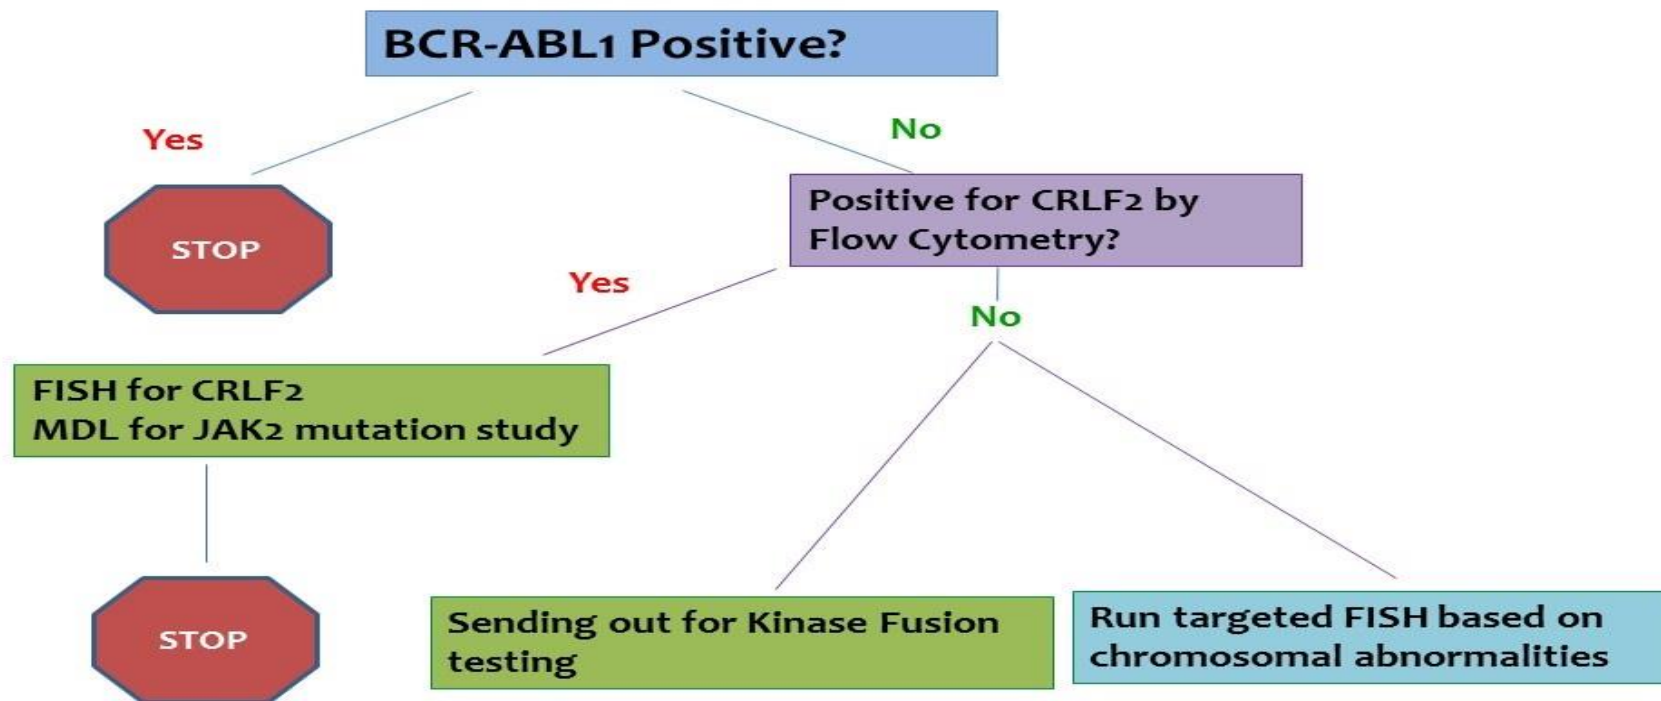 BCR-ABL1 Positive?
Yes
No
STOP
Positive for CRLF2 by
Flow Cytometry?
Yes
No
FISH for CRLF2
MDL for JAK2 mutation study
STOP
Sending out for Kinase Fusion
testing
Run targeted FISH based on
chromosomal abnormalities